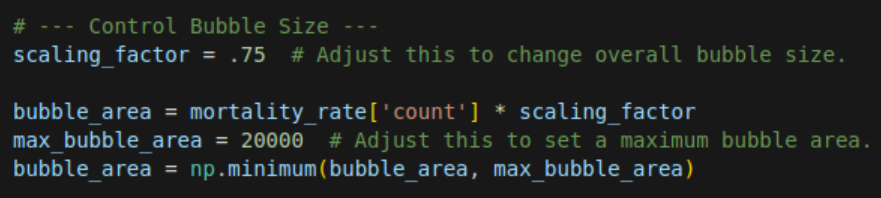 # --- Control Bubble Size ---
scaling_factor = .75  # Adjust this to change overall bubble size.
bubble_area = mortality_rate['count'] * scaling_factor
max_bubble_area = 20000  # Adjust this to set a maximum bubble area.
bubble_area = np.minimum(bubble_area, max_bubble_area)